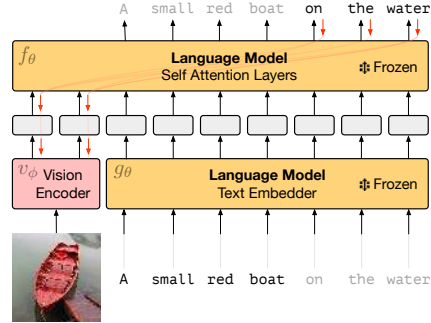 A small red boat on the water
fθ
Language Model
Self Attention Layers
Frozen
vϕ Vision
Encoder
gθ
Language Model
Text Embedder
Frozen
A small red boat on the water